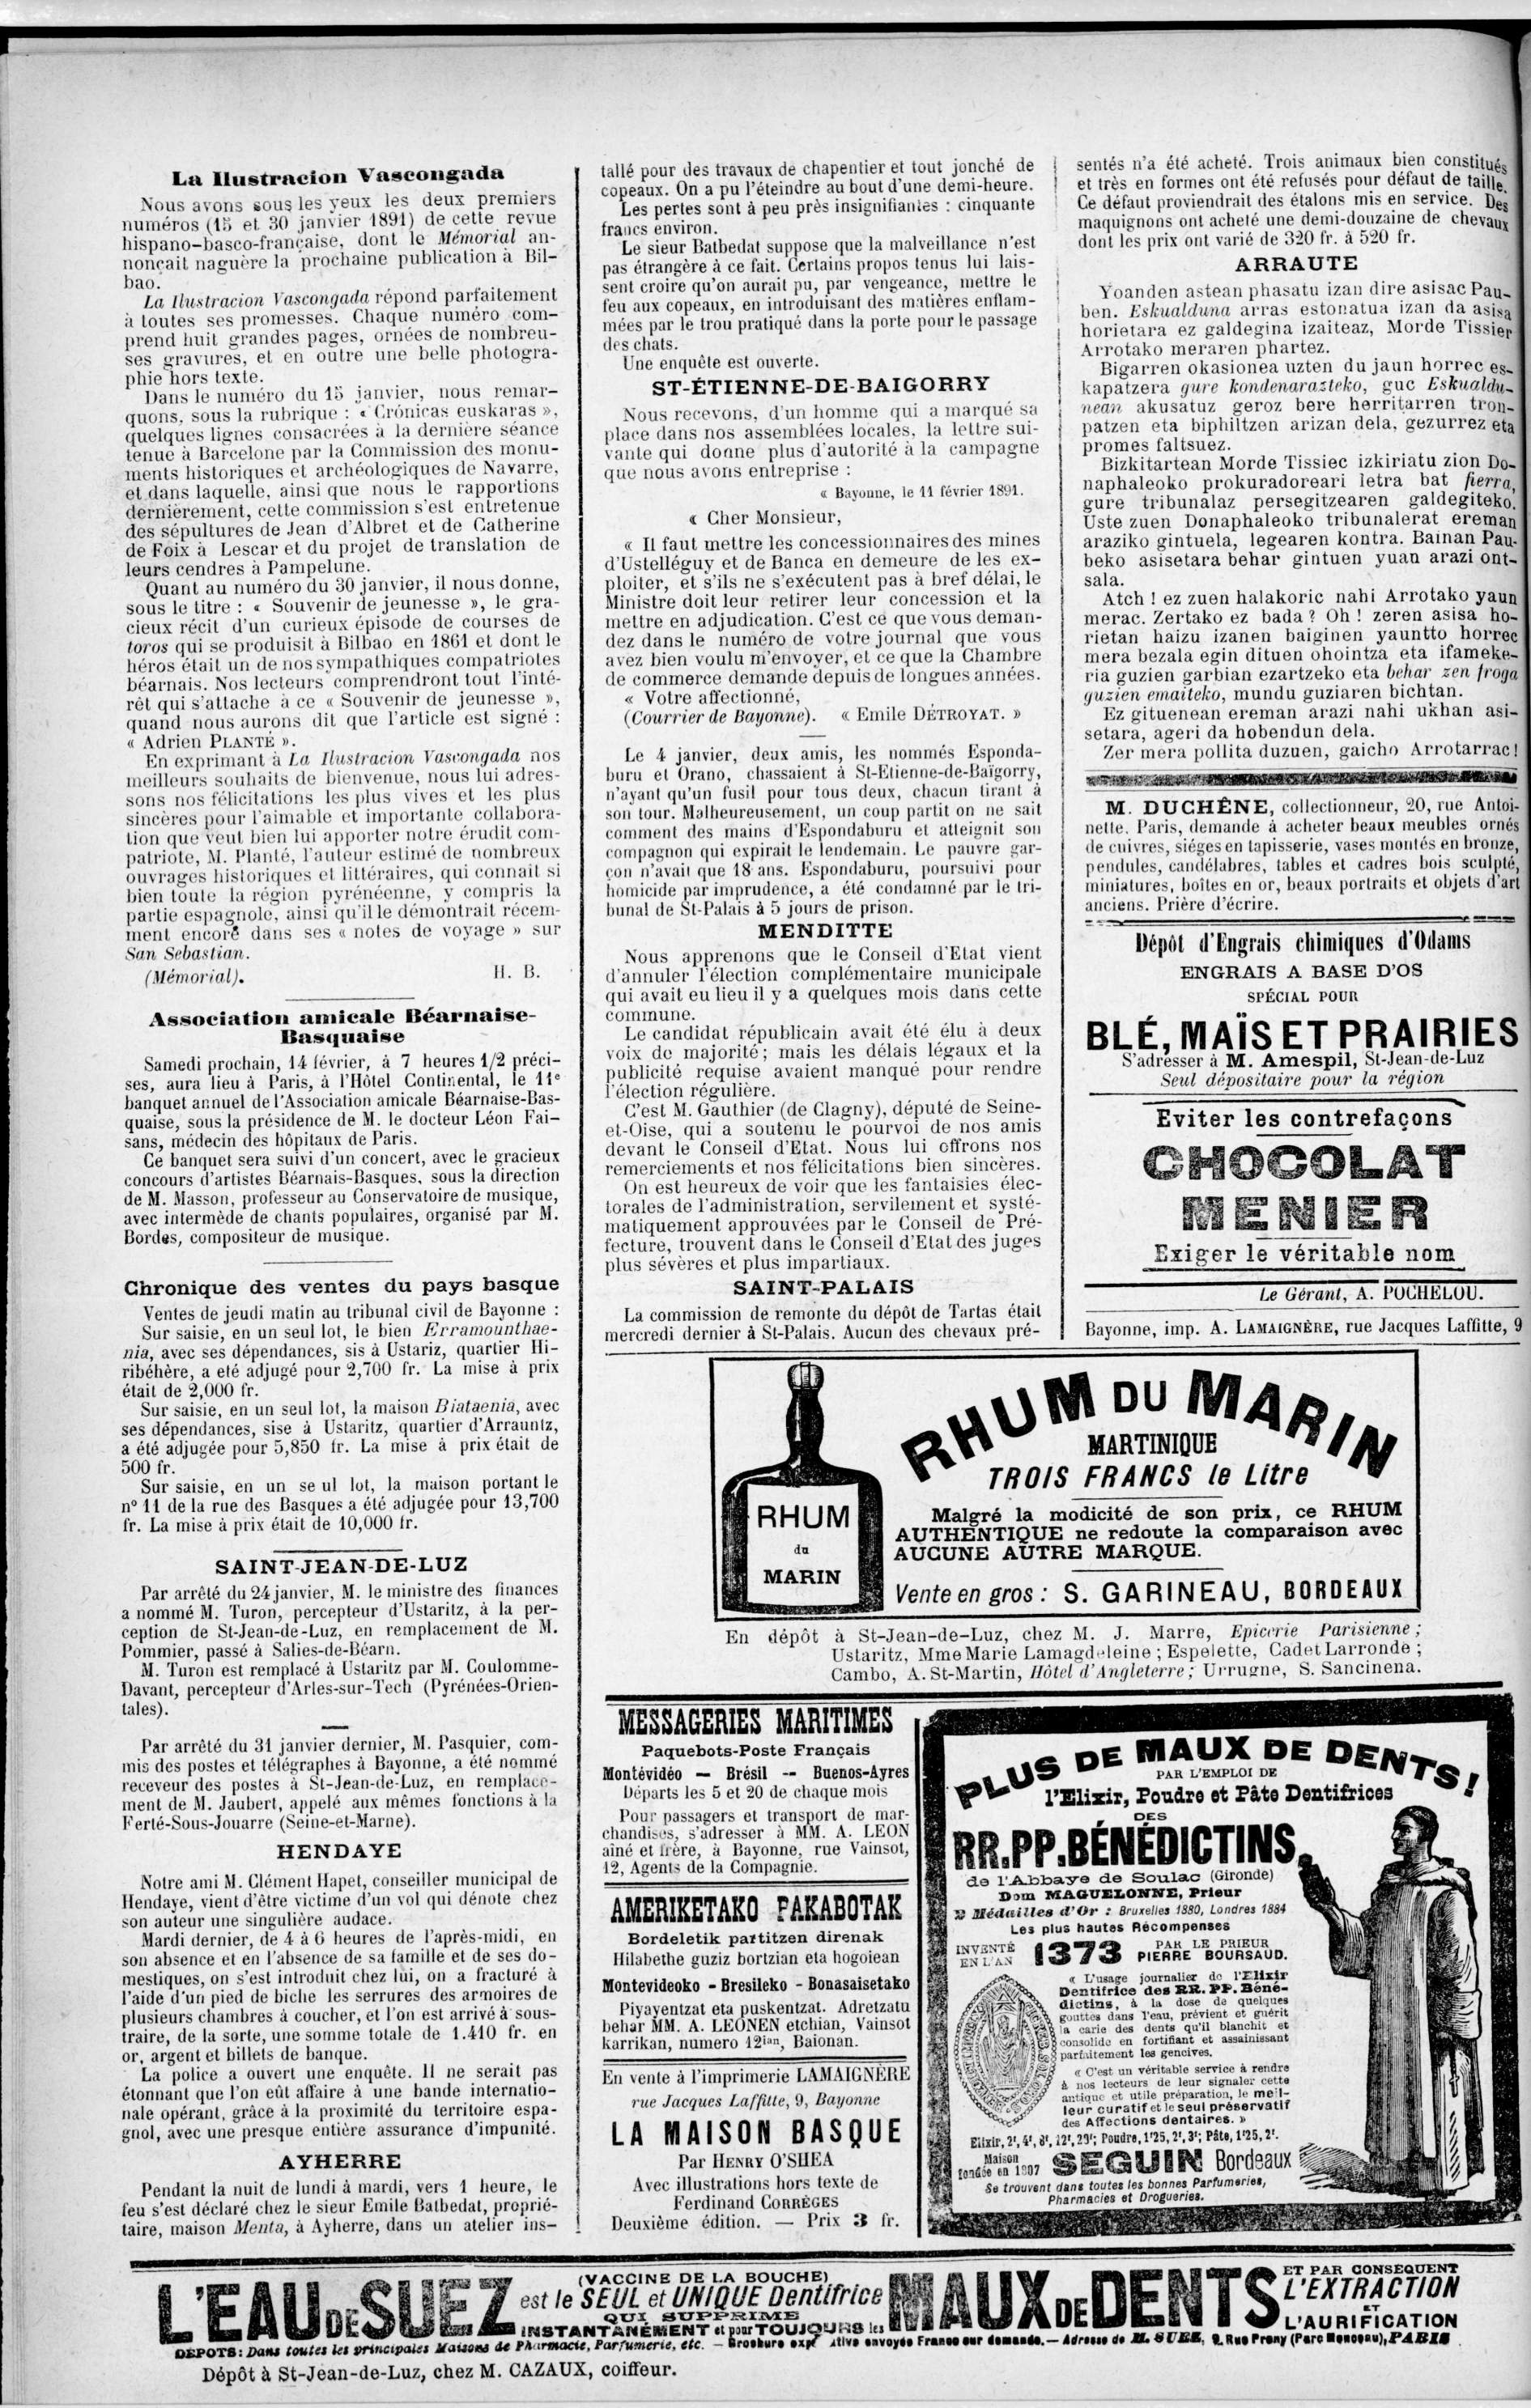 La Ilustracion Vascongada
Nous avons sous les yeux les deux premiers
numéros (15 et 30 janvier 1891) de cette revue
hispano-basco-française, dont le Mémorial an-
nonçait naguère la prochaine publication à Bil-
bao.
La Ilustracion Vascongada répond parfaitement
à toutes ses promesses. Chaque numéro com-
prend huit grandes pages, ornées de nombreu-
ses gravures, et en outre une belle photogra-
phie hors texte.
Dans le numéro du 15 janvier, nous remar-
quons, sous la rubrique : « Crónicas euskaras »,
quelques lignes consacrées à la dernière séance
tenue à Barcelone par la Commission des monu-
ments historiques et archéologiques de Navarre,
et dans laquelle, ainsi que nous le rapportions
dernièrement, cette commission s'est entretenue
des sépultures de Jean d'Albret et de Catherine
de Foix à Lescar et du projet de translation de
leurs cendres à Pampelune.
Quant au numéro du 30 janvier, il nous donne,
sous le titre : « Souvenir de jeunesse », le gra-
cieux récit d'un curieux épisode de courses de
toros qui se produisit à Bilbao en 1861 et dont le
héros était un de nos sympathiques compatriotes
béarnais. Nos lecteurs comprendront tout l'inté-
rêt qui s'attache à ce « Souvenir de jeunesse »,
quand nous aurons dit que l'article est signé :
« Adrien PLANTÉ ».
En exprimant à La Ilustracion Vascongada nos
meilleurs souhaits de bienvenue, nous lui adres-
sons nos félicitations les plus vives et les plus
sincères pour l'aimable et importante collabora-
tion que veut bien lui apporter notre érudit com-
patriote, M. Planté, l'auteur estimé de nombreux
ouvrages historiques et littéraires, qui connait si
bien toute la région pyrénéenne, y compris la
partie espagnole, ainsi qu'il le démontrait récem-
ment encore dans ses « notes de voyage » sur
San Sebastian.
(Mémorial). H. B.
Association amicale Béarnaise-
Basquaise
Samedi prochain, 14 février, à 7 heures 1/2 préci-
ses, aura lieu à Paris, à l'Hôtel Continental, le 11e
banquet annuel de l'Association amicale Béarnaise-Bas-
quaise, sous la présidence de M. le docteur Léon Fai-
sans, médecin des hôpitaux de Paris.
Ce banquet sera suivi d'un concert, avec le gracieux
concours d'artistes Béarnais-Basques, sous la direction
de M. Masson, professeur au Conservatoire de musique,
avec intermède de chants populaires, organisé par M.
Bordes, compositeur de musique.
Chronique des ventes du pays basque
Ventes de jeudi matin au tribunal civil de Bayonne :
Sur saisie, en un seul lot, le bien Erramounthae-
nia, avec ses dépendances, sis à Ustariz, quartier Hi-
ribéhère, a eté adjugé pour 2,700 fr. La mise à prix
était de 2,000 fr.
Sur saisie, en un seul lot, la maison Biataenia, avec
ses dépendances, sise à Ustaritz, quartier d'Arrauntz,
a été adjugée pour 5,850 fr. La mise à prix était de
500 fr.
Sur saisie, en un se ul lot, la maison portant le
n° 11 de la rue des Basques a été adjugée pour 13,700
fr. La mise à prix était de 10,000 fr.
SAINT-JEAN-DE-LUZ
Par arrêté du 24 janvier, M. le ministre des finances
a nommé M. Turon, percepteur d'Ustaritz, à la per-
ception de St-Jean-de-Luz, en remplacement de M.
Pommier, passé à Salies-de-Béarn.
M. Turon est remplacé à Ustaritz par M. Coulomme-
Davant, percepteur d'Arles-sur-Tech (Pyrénées-Orien-
tales).
Par arrêté du 31 janvier dernier, M. Pasquier, com-
mis des postes et télégraphes à Bayonne, a été nommé
receveur des postes à St-Jean-de-Luz, en remplace-
ment de M. Jaubert, appelé aux mêmes fonctions à la
Ferté-Sous-Jouarre (Seine-et-Marne).
HENDAYE
Notre ami M. Clément Hapet, conseiller municipal de
Hendaye, vient d'être victime d'un vol qui dénote chez
son auteur une singulière audace.
Mardi dernier, de 4 à 6 heures de l'après-midi, en
son absence et en l'absence de sa famille et de ses do-
mestiques, on s'est introduit chez lui, on a fracturé à
l'aide d'un pied de biche les serrures des armoires de
plusieurs chambres à coucher, et l'on est arrivé à sous-
traire, de la sorte, une somme totale de 1.410 fr. en
or, argent et billets de banque.
La police a ouvert une enquête. Il ne serait pas
étonnant que l'on eût affaire à une bande internatio-
nale opérant, grâce à la proximité du territoire espa-
gnol, avec une presque entière assurance d'impunité.
AYHERRE
Pendant la nuit de lundi à mardi, vers 1 heure, le
feu s'est déclaré chez le sieur Emile Batbedat, proprié-
taire, maison Menta, à Ayherre, dans un atelier ins-
tallé pour des travaux de chapentier et tout jonché de
copeaux. On a pu l'éteindre au bout d'une demi-heure.
Les pertes sont à peu près insignifiantes : cinquante
francs environ.
Le sieur Batbedat suppose que la malveillance n'est
pas étrangère à ce fait. Certains propos tenus lui lais-
sent croire qu'on aurait pu, par vengeance, mettre le
feu aux copeaux, en introduisant des matières enflam-
mées par le trou pratiqué dans la porte pour le passage
des chats.
Une enquête est ouverte.
ST-ÉTIENNE-DE-BAIGORRY
Nous recevons, d'un homme qui a marqué sa
place dans nos assemblées locales, la lettre sui-
vante qui donne plus d'autorité à la campagne
que nous avons entreprise :
« Bayonne, le 11 février 1891.
« Cher Monsieur,
« Il faut mettre les concessionnaires des mines
d'Ustelléguy et de Banca en demeure de les ex-
ploiter, et s'ils ne s'exécutent pas à bref délai, le
Ministre doit leur retirer leur concession et la
mettre en adjudication. C'est ce que vous deman-
dez dans le numéro de votre journal que vous
avez bien voulu m'envoyer, et ce que la Chambre
de commerce demande depuis de longues années.
« Votre affectionné,
(Courrier de Bayonne). « Emile DÉTROYAT. »
Le 4 janvier, deux amis, les nommés Esponda-
buru et Orano, chassaient à St-Etienne-de-Baïgorry,
n'ayant qu'un fusil pour tous deux, chacun tirant à
son tour. Malheureusement, un coup partit on ne sait
comment des mains d'Espondaburu et atteignit son
compagnon qui expirait le lendemain. Le pauvre gar-
çon n'avait que 18 ans. Espondaburu, poursuivi pour
homicide par imprudence, a été condamné par le tri-
bunal de St-Palais à 5 jours de prison.
MENDITTE
Nous apprenons que le Conseil d'Etat vient
d'annuler l'élection complémentaire municipale
qui avait eu lieu il y a quelques mois dans cette
commune.
Le candidat républicain avait été élu à deux
voix de majorité; mais les délais légaux et la
publicité requise avaient manqué pour rendre
l'élection régulière.
C'est M. Gauthier (de Clagny), député de Seine-
et-Oise, qui a soutenu le pourvoi de nos amis
devant le Conseil d'Etat. Nous lui offrons nos
remerciements et nos félicitations bien sincères.
On est heureux de voir que les fantaisies élec-
torales de l'administration, servilement et systé-
matiquement approuvées par le Conseil de Pré-
fecture, trouvent dans le Conseil d'Etat des juges
plus sévères et plus impartiaux.
SAINT-PALAIS
La commission de remonte du dépôt de Tartas était
mercredi dernier à St-Palais. Aucun des chevaux pré-
sentés n'a été acheté. Trois animaux bien constitués
et très en formes ont été refusés pour défaut de taille.
Ce défaut proviendrait des étalons mis en service. Des
maquignons ont acheté une demi-douzaine de chevaux
dont les prix ont varié de 320 fr. à 520 fr.
ARRAUTE
Yoanden astean phasatu izan dire asisac Pau-
ben. Eskualduna arras estonatua izan da asisa
horietara ez galdegina izaiteaz, Morde Tissier
Arrotako meraren phartez.
Bigarren okasionea uzten du jaun horrec es-
kapatzera gure kondenarazteko, guc Eskualdu-
nean akusatuz geroz bere herritarren tron-
patzen eta biphiltzen arizan dela, gezurrez eta
promes faltsuez.
Bizkitartean Morde Tissiec izkiriatu zion Do-
naphaleoko prokuradoreari letra bat fierra,
gure tribunalaz persegitzearen galdegiteko.
Uste zuen Donaphaleoko tribunalerat ereman
araziko gintuela, legearen kontra. Bainan Pau-
beko asisetara behar gintuen yuan arazi ont-
sala.
Atch ! ez zuen halakoric nahi Arrotako yaun
merac. Zertako ez bada ? Oh ! zeren asisa ho-
rietan haizu izanen baiginen yauntto horrec
mera bezala egin dituen ohointza eta ifameke-
ria guzien garbian ezartzeko eta behar zen froga
guzien emaiteko, mundu guziaren bichtan.
Ez gituenean ereman arazi nahi ukhan asi-
setara, ageri da hobendun dela.
Zer mera pollita duzuen, gaicho Arrotarrac !
M. DUCHÊNE, collectionneur, 20, rue Antoi-
nette, Paris, demande à acheter beaux meubles ornés
de cuivres, siéges en tapisserie, vases montés en bronze,
pendules, candélabres, tables et cadres bois sculpté,
miniatures, boîtes en or, beaux portraits et objets d'art
anciens. Prière d'écrire.
Dépôt d'Engrais chimiques d'Odams
ENGRAIS A BASE D'OS
SPÉCIAL POUR
BLÉ, MAÏS ET PRAIRIES
S'adresser à M. Amespil, St-Jean-de-Luz
Seul dépositaire pour la région
Eviter les contrefaçons
CHOCOLAT
MENIER
Exiger le véritable nom
Le Gérant, A. POCHELOU.
Bayonne, imp. A. LAMAIGNÈRE, rue Jacques Laffitte, 9
RHUM DU MARIN
MARTINIQUE
TROIS FRANCS le Litre
RHUM
du
MARIN
Malgré la modicité de son prix, ce RHUM
AUTHENTIQUE ne redoute la comparaison avec
AUCUNE AUTRE MARQUE.
Vente en gros : S. GARINEAU, BORDEAUX
En dépôt à St-Jean-de-Luz, chez M. J. Marre, Epicerie Parisienne ;
Ustaritz, Mme Marie Lamagdeleine ; Espelette, Cadet Larronde ;
Cambo, A. St-Martin, Hôtel d'Angleterre ; Urrugne, S. Sancinena.
MESSAGERIES MARITIMES
Paquebots-Poste Français
Montévidéo — Brésil -- Buenos-Ayres
Départs les 5 et 20 de chaque mois
Pour passagers et transport de mar-
chandises, s'adresser à MM. A. LEON
aîné et frère, à Bayonne, rue Vainsot,
12, Agents de la Compagnie.
AMERIKETAKO PAKABOTAK
Bordeletik partitzen direnak
Hilabethe guziz bortzian eta hogoiean
Montevideoko - Bresileko - Bonasaisetako
Piyayentzat eta puskentzat. Adretzatu
behar MM. A. LEONEN etchian, Vainsot
karrikan, numero 12ian, Baionan.
En vente à l'imprimerie LAMAIGNÈRE
rue Jacques Laffitte, 9, Bayonne
LA MAISON BASQUE
Par HENRY O'SHEA
Avec illustrations hors texte de
Ferdinand CORRÈGES
Deuxième édition. — Prix 3 fr.
PLUS DE MAUX DE DENTS !
PAR L'EMPLOI DE
l'Elixir, Poudre et Pâte Dentifrices
DES
RR. PP. BÉNÉDICTINS
de l'Abbaye de Soulac (Gironde)
Dom MAGUELONNE, Prieur
2 Médailles d'Or : Bruxelles 1880, Londres 1884
Les plus hautes Récompenses
INVENTÉ EN L'AN 1373 PAR LE PRIEUR PIERRE BOURSAUD.
« L'usage journalier de l'Elixir
Dentifrice des RR. PP. Béné-
dictins, à la dose de quelques
gouttes dans l'eau, prévient et guérit
la carie des dents qu'il blanchit et
consolide en fortifiant et assainissant
parfaitement les gencives.
« C'est un véritable service à rendre
à nos lecteurs de leur signaler cette
antique et utile préparation, le meil-
leur curatif et le seul préservatif
des Affections dentaires. »
Elixir, 2f, 4f, 8f, 12f, 20f; Poudre, 1f25, 2f, 3f; Pâte, 1f25, 2f.
Maison fondée en 1807 SEGUIN Bordeaux
Se trouvent dans toutes les bonnes Parfumeries,
Pharmacies et Drogueries.
L'EAU DE SUEZ (VACCINE DE LA BOUCHE)
est le SEUL et UNIQUE Dentifrice
QUI SUPPRIME
INSTANTANÉMENT et pour TOUJOURS les MAUX DE DENTS
ET PAR CONSEQUENT
L'EXTRACTION
ET
L'AURIFICATION
DÉPOTS : Dans toutes les principales Maisons de Pharmacie, Parfumerie, etc. — Brochure expl ative envoyée Franco sur demande. — Adresse de M. SUEZ, 9, Rue Prony (Parc Monceau), PARIS
Dépôt à St-Jean-de-Luz, chez M. CAZAUX, coiffeur.